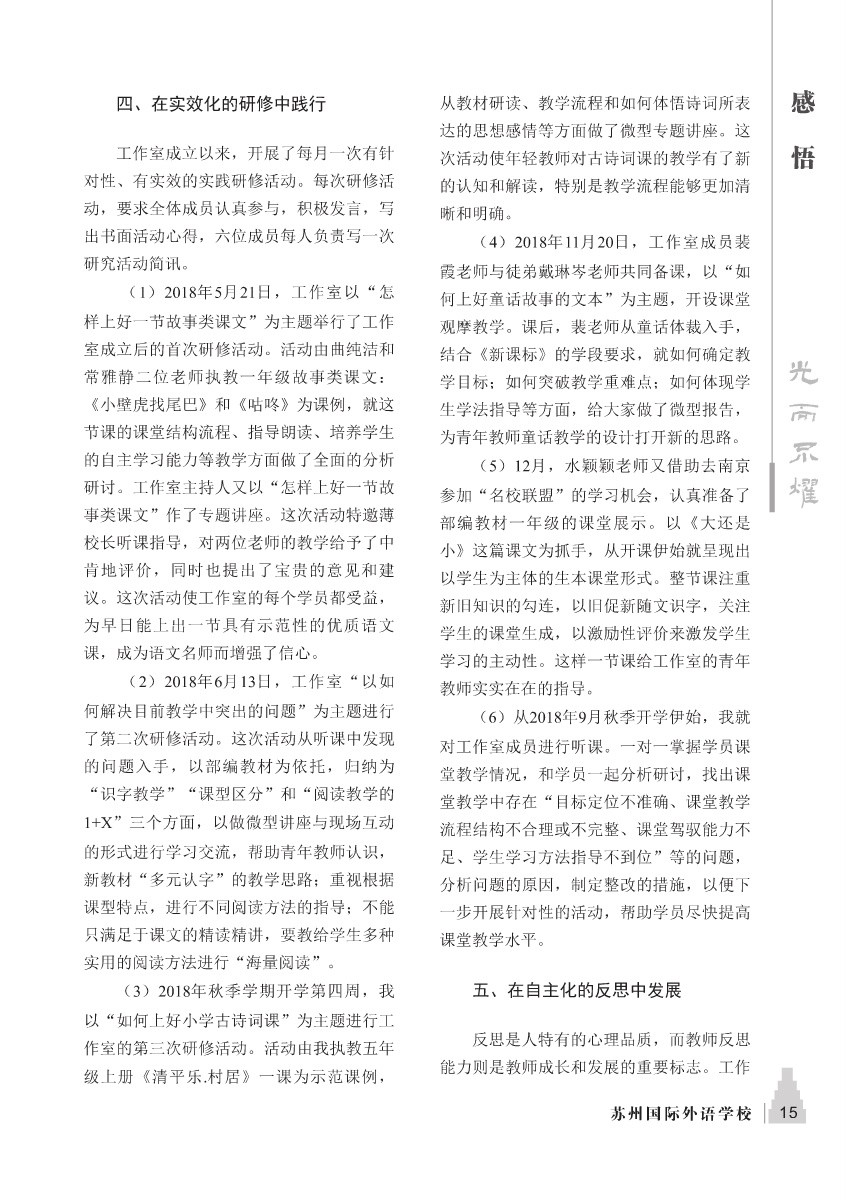 四、在实效化的研修中践行
工作室成立以来，开展了每月一次有针
对性、有实效的实践研修活动。每次研修活
动，要求全体成员认真参与，积极发言，写
出书面活动心得，六位成员每人负责写一次
研究活动简讯。
（1）2018年5月21日，工作室以“怎
样上好一节故事类课文”为主题举行了工作
室成立后的首次研修活动。活动由曲纯洁和
常雅静二位老师执教一年级故事类课文：
《小壁虎找尾巴》和《咕咚》为课例，就这
节课的课堂结构流程、指导朗读、培养学生
的自主学习能力等教学方面做了全面的分析
研讨。工作室主持人又以“怎样上好一节故
事类课文”作了专题讲座。这次活动特邀薄
校长听课指导，对两位老师的教学给予了中
肯地评价，同时也提出了宝贵的意见和建
议。这次活动使工作室的每个学员都受益，
为早日能上出一节具有示范性的优质语文
课，成为语文名师而增强了信心。
（2）2018年6月13日，工作室“以如
何解决目前教学中突出的问题”为主题进行
了第二次研修活动。这次活动从听课中发现
的问题入手，以部编教材为依托，归纳为
“识字教学”“课型区分”和“阅读教学的
1+X”三个方面，以做微型讲座与现场互动
的形式进行学习交流，帮助青年教师认识，
新教材“多元认字”的教学思路；重视根据
课型特点，进行不同阅读方法的指导；不能
只满足于课文的精读精讲，要教给学生多种
实用的阅读方法进行“海量阅读”。
（3）2018年秋季学期开学第四周，我
以“如何上好小学古诗词课”为主题进行工
作室的第三次研修活动。活动由我执教五年
级上册《清平乐.村居》一课为示范课例，
从教材研读、教学流程和如何体悟诗词所表
达的思想感情等方面做了微型专题讲座。这
次活动使年轻教师对古诗词课的教学有了新
的认知和解读，特别是教学流程能够更加清
晰和明确。
（4）2018年11月20日，工作室成员裴
霞老师与徒弟戴琳岑老师共同备课，以“如
何上好童话故事的文本”为主题，开设课堂
观摩教学。课后，裴老师从童话体裁入手，
结合《新课标》的学段要求，就如何确定教
学目标；如何突破教学重难点；如何体现学
生学法指导等方面，给大家做了微型报告，
为青年教师童话教学的设计打开新的思路。
（5）12月，水颖颖老师又借助去南京
参加“名校联盟”的学习机会，认真准备了
部编教材一年级的课堂展示。以《大还是
小》这篇课文为抓手，从开课伊始就呈现出
以学生为主体的生本课堂形式。整节课注重
新旧知识的勾连，以旧促新随文识字，关注
学生的课堂生成，以激励性评价来激发学生
学习的主动性。这样一节课给工作室的青年
教师实实在在的指导。
（6）从2018年9月秋季开学伊始，我就
对工作室成员进行听课。一对一掌握学员课
堂教学情况，和学员一起分析研讨，找出课
堂教学中存在“目标定位不准确、课堂教学
流程结构不合理或不完整、课堂驾驭能力不
足、学生学习方法指导不到位”等的问题，
分析问题的原因，制定整改的措施，以便下
一步开展针对性的活动，帮助学员尽快提高
课堂教学水平。
五、在自主化的反思中发展
反思是人特有的心理品质，而教师反思
能力则是教师成长和发展的重要标志。工作
感悟
光而不耀
苏州国际外语学校
15